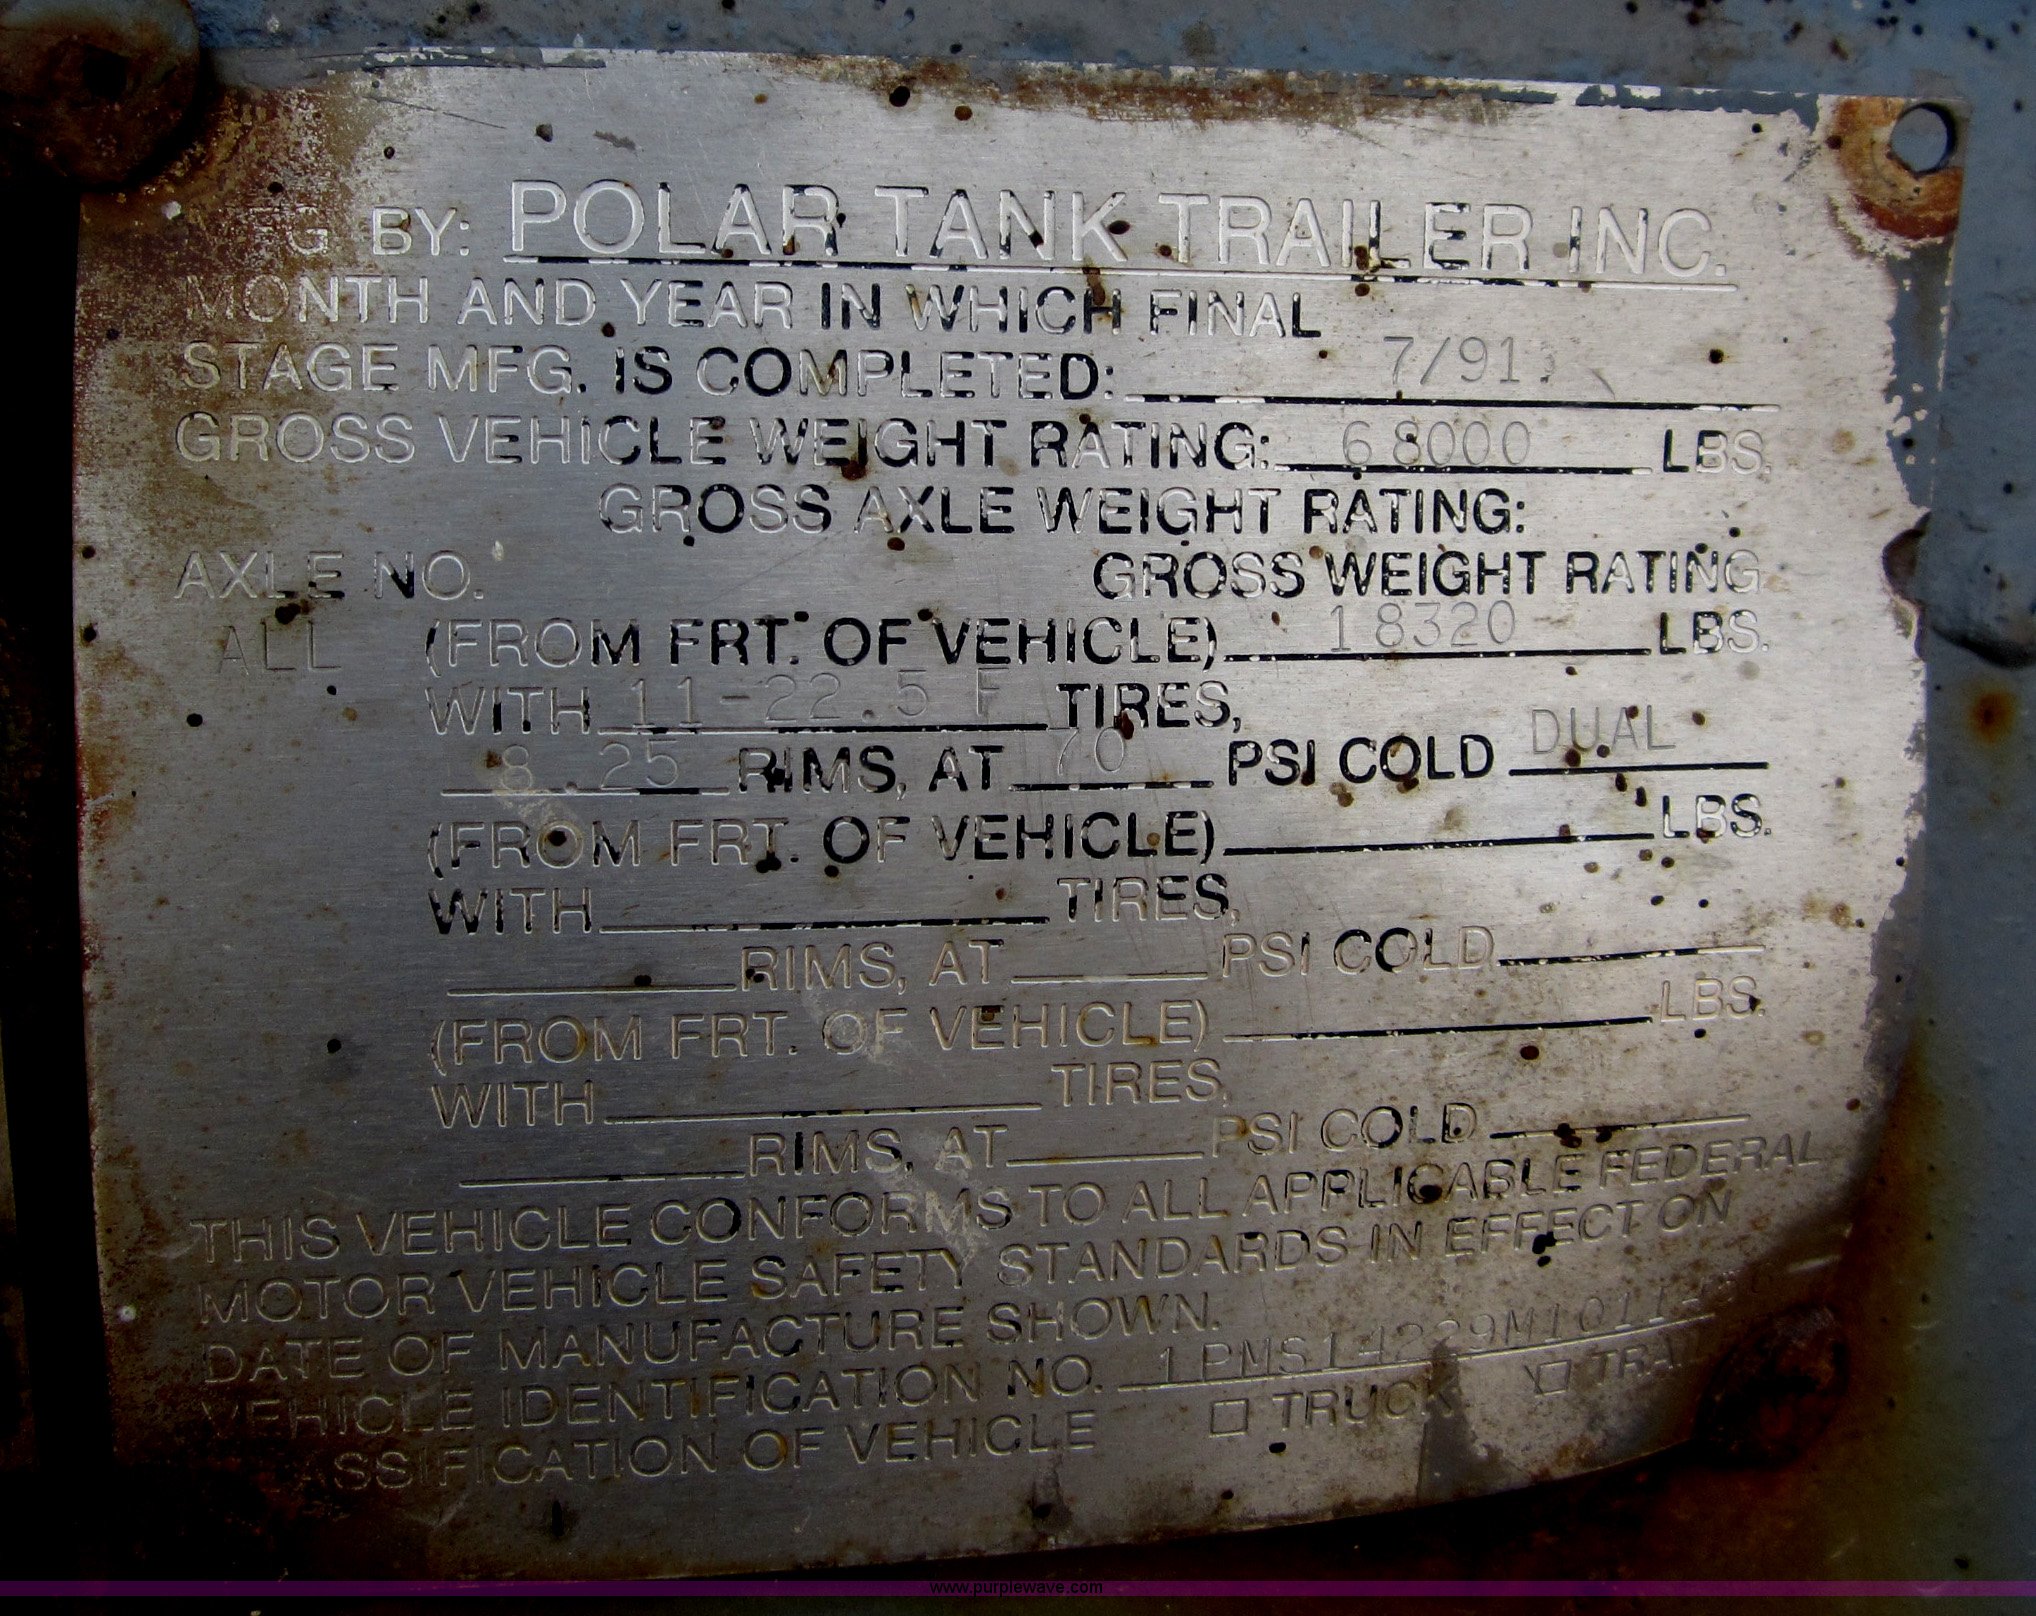 MFG BY: POLAR TANK TRAILER INC.
MONTH AND YEAR IN WHICH FINAL
STAGE MFG. IS COMPLETED: 7/91
GROSS VEHICLE WEIGHT RATING: 68000 LBS.
GROSS AXLE WEIGHT RATING:
AXLE NO. GROSS WEIGHT RATING
ALL (FROM FRT. OF VEHICLE) 18320 LBS.
WITH 11-22.5 F TIRES,
8.25 RIMS, AT 70 PSI COLD DUAL
(FROM FRT. OF VEHICLE) LBS.
WITH TIRES,
RIMS, AT PSI COLD
(FROM FRT. OF VEHICLE) LBS.
WITH TIRES,
RIMS, AT PSI COLD
THIS VEHICLE CONFORMS TO ALL APPLICABLE FEDERAL
MOTOR VEHICLE SAFETY STANDARDS IN EFFECT ON
DATE OF MANUFACTURE SHOWN.
VEHICLE IDENTIFICATION NO.
ASSIFICATION OF VEHICLE □ TRUCK □ TRA
www.purplewave.com